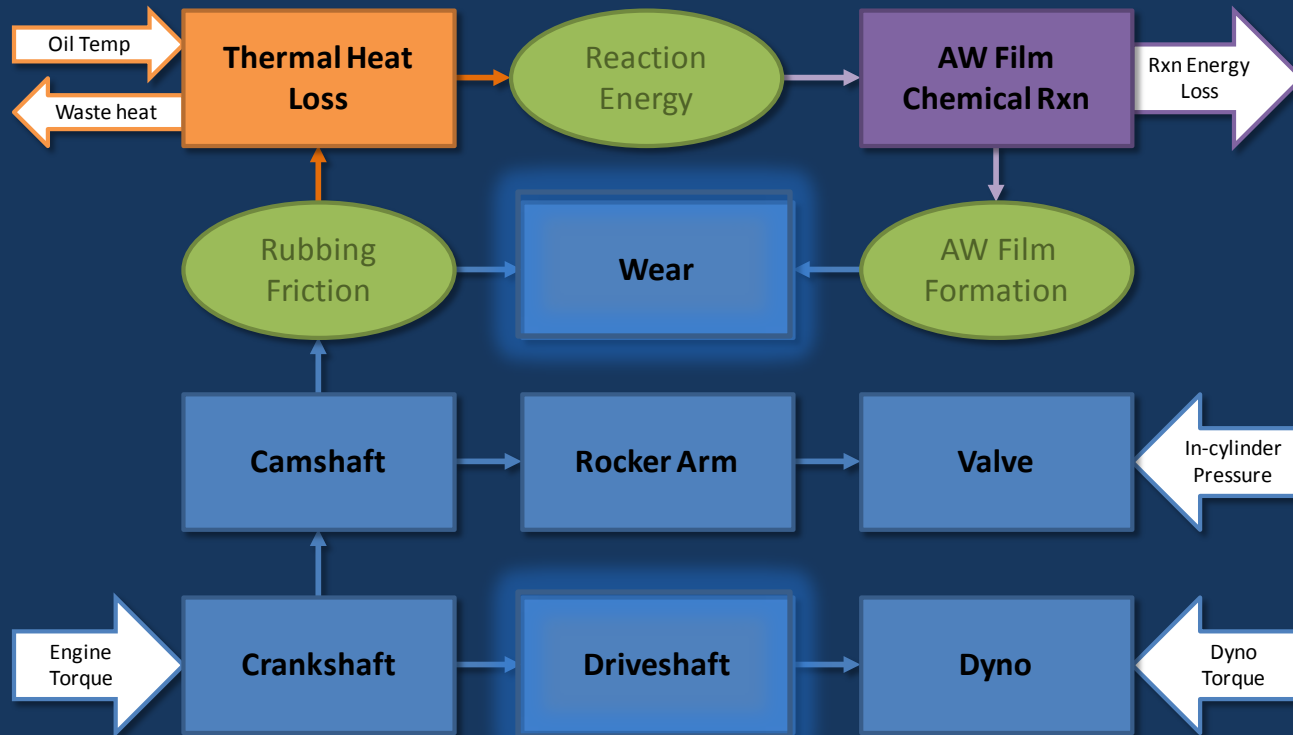 Oil Temp
Waste heat
Thermal Heat
Loss
Reaction
Energy
AW Film
Chemical Rxn
Rxn Energy
Loss
Rubbing
Friction
Wear
AW Film
Formation
Camshaft
Rocker Arm
Valve
In-cylinder
Pressure
Engine
Torque
Crankshaft
Driveshaft
Dyno
Dyno
Torque